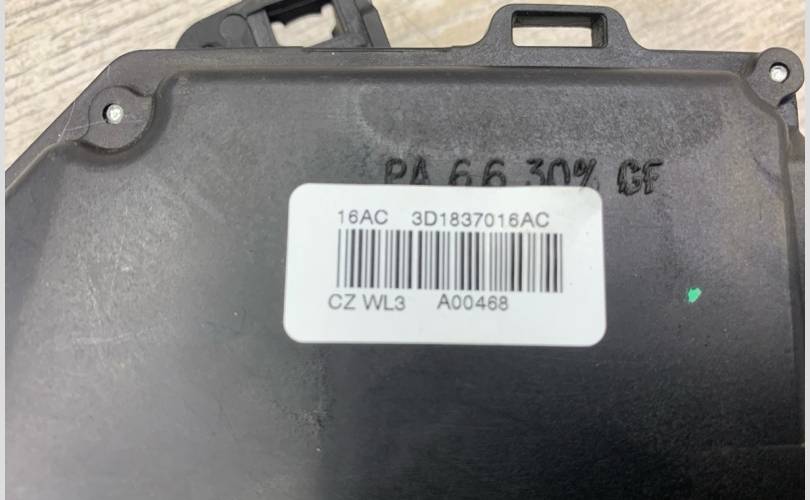 PA 6.6 30% GF
16AC 3D1837016AC
CZ WL3 A00468